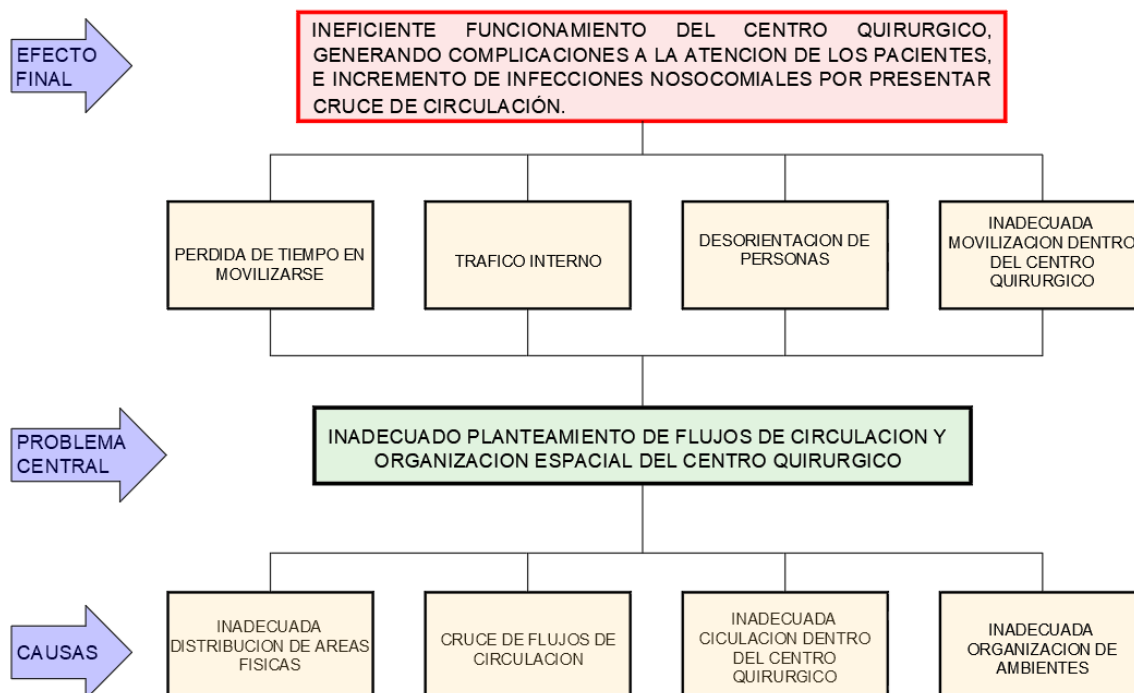 EFECTO
FINAL
INEFICIENTE FUNCIONAMIENTO DEL CENTRO QUIRURGICO,
GENERANDO COMPLICACIONES A LA ATENCION DE LOS PACIENTES,
E INCREMENTO DE INFECCIONES NOSOCOMIALES POR PRESENTAR
CRUCE DE CIRCULACIÓN.
PERDIDA DE TIEMPO EN
MOVILIZARSE
TRAFICO INTERNO
DESORIENTACION DE
PERSONAS
INADECUADA
MOVILIZACION DENTRO
DEL CENTRO
QUIRURGICO
PROBLEMA
CENTRAL
INADECUADO PLANTEAMIENTO DE FLUJOS DE CIRCULACION Y
ORGANIZACION ESPACIAL DEL CENTRO QUIRURGICO
CAUSAS
INADECUADA
DISTRIBUCION DE AREAS
FISICAS
CRUCE DE FLUJOS DE
CIRCULACION
INADECUADA
CICULACION DENTRO
DEL CENTRO
QUIRURGICO
INADECUADA
ORGANIZACION DE
AMBIENTES